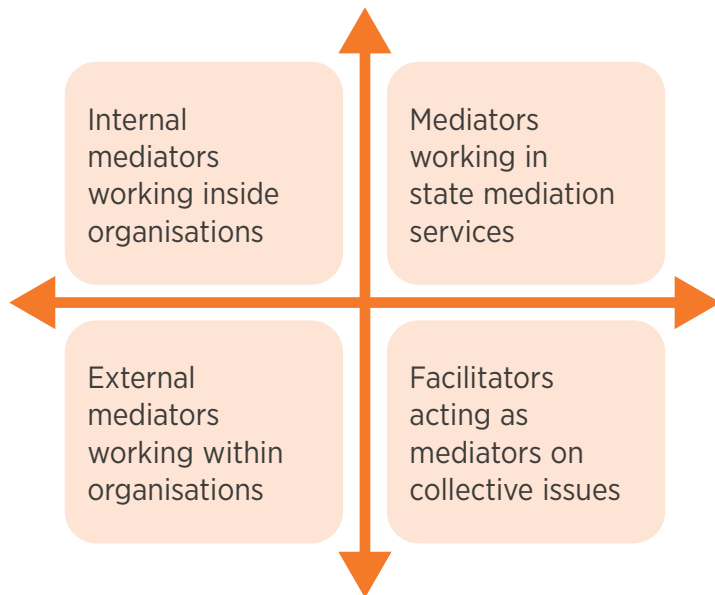 Internal
mediators
working inside
organisations
Mediators
working in
state mediation
services
External
mediators
working within
organisations
Facilitators
acting as
mediators on
collective issues